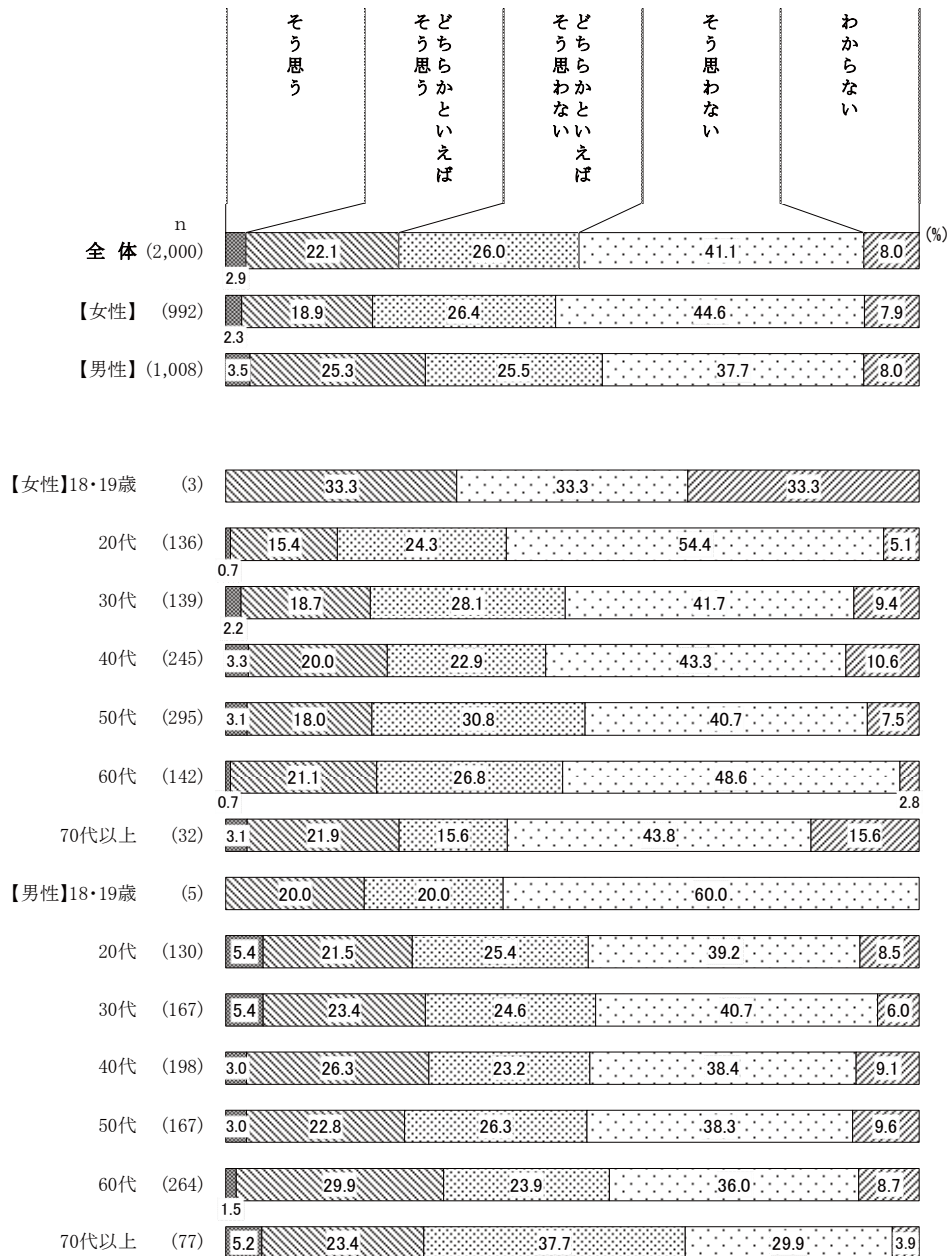 そう思う
どちらかといえば
そう思う
どちらかといえば
そう思わない
そう思わない
わからない
n
(%)
全 体 (2,000)
22.1 26.0 41.1 8.0
2.9
【女性】 (992)
18.9 26.4 44.6 7.9
2.3
【男性】 (1,008)
3.5 25.3 25.5 37.7 8.0
【女性】18・19歳 (3)
33.3 33.3 33.3
20代 (136)
15.4 24.3 54.4 5.1
0.7
30代 (139)
18.7 28.1 41.7 9.4
2.2
40代 (245)
3.3 20.0 22.9 43.3 10.6
50代 (295)
3.1 18.0 30.8 40.7 7.5
60代 (142)
21.1 26.8 48.6
0.7 2.8
70代以上 (32)
3.1 21.9 15.6 43.8 15.6
【男性】18・19歳 (5)
20.0 20.0 60.0
20代 (130)
5.4 21.5 25.4 39.2 8.5
30代 (167)
5.4 23.4 24.6 40.7 6.0
40代 (198)
3.0 26.3 23.2 38.4 9.1
50代 (167)
3.0 22.8 26.3 38.3 9.6
60代 (264)
29.9 23.9 36.0 8.7
1.5
70代以上 (77)
5.2 23.4 37.7 29.9 3.9